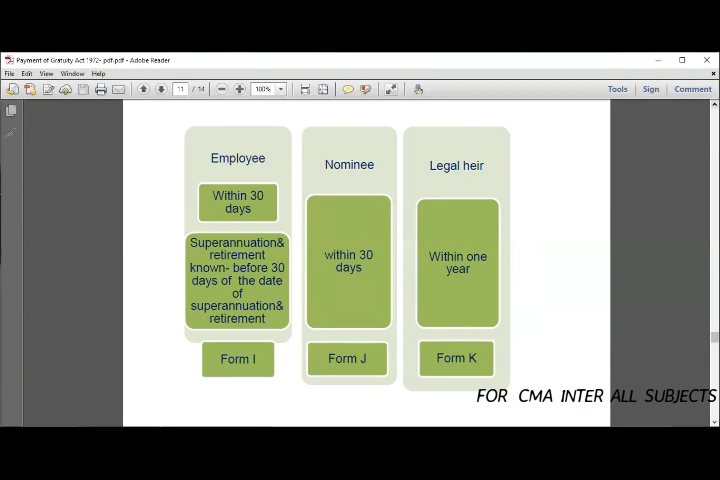 Payment of Gratuity Act 1972- pdf.pdf - Adobe Reader
File Edit View Window Help
11 / 14 100% Tools Sign Comment
Employee
Within 30
days
Superannuation&
retirement
known- before 30
days of the date
of
superannuation&
retirement
Form I
Nominee
within 30
days
Form J
Legal heir
Within one
year
Form K
FOR CMA INTER ALL SUBJECTS